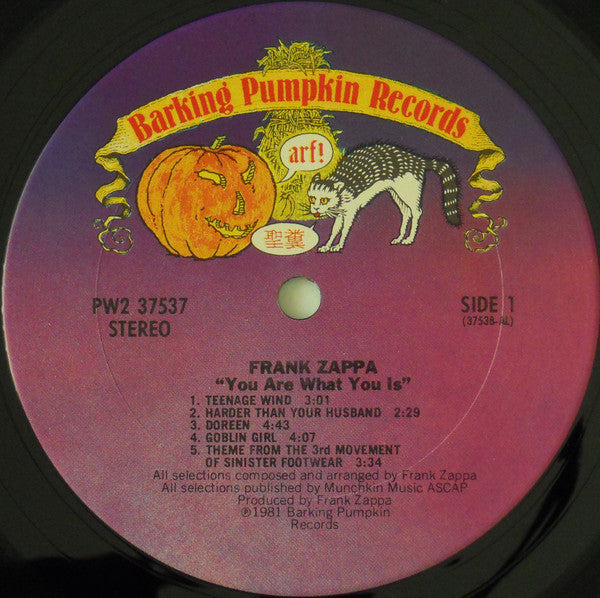 Barking Pumpkin Records
arf!
聖糞
PW2 37537
STEREO
SIDE 1
(37538-AL)
FRANK ZAPPA
“You Are What You Is”
1. TEENAGE WIND 3:01
2. HARDER THAN YOUR HUSBAND 2:29
3. DOREEN 4:43
4. GOBLIN GIRL 4:07
5. THEME FROM THE 3rd MOVEMENT
OF SINISTER FOOTWEAR 3:34
All selections composed and arranged by Frank Zappa
All selections published by Munchkin Music ASCAP
Produced by Frank Zappa
℗1981 Barking Pumpkin
Records